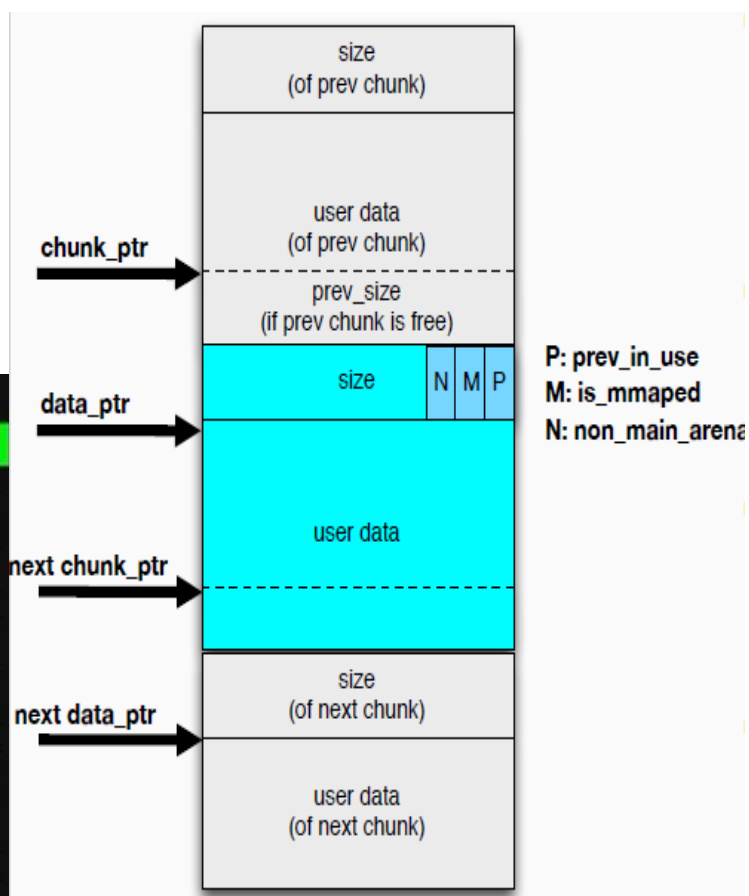 size
(of prev chunk)
user data
(of prev chunk)
chunk_ptr
prev_size
(if prev chunk is free)
size N M P
P: prev_in_use
M: is_mmaped
N: non_main_arena
data_ptr
user data
next chunk_ptr
size
(of next chunk)
next data_ptr
user data
(of next chunk)